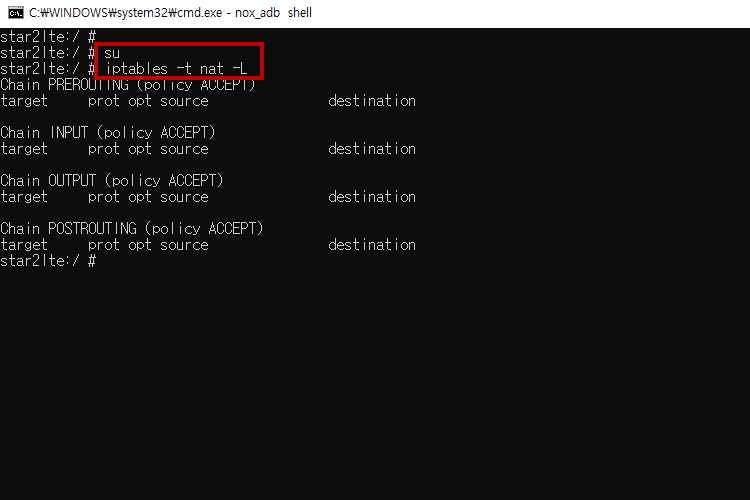 C:₩WINDOWS₩system32₩cmd.exe - nox_adb shell
star2lte:/ #
star2lte:/ # su
star2lte:/ # iptables -t nat -L
Chain PREROUTING (policy ACCEPT)
target prot opt source destination
Chain INPUT (policy ACCEPT)
target prot opt source destination
Chain OUTPUT (policy ACCEPT)
target prot opt source destination
Chain POSTROUTING (policy ACCEPT)
target prot opt source destination
star2lte:/ #